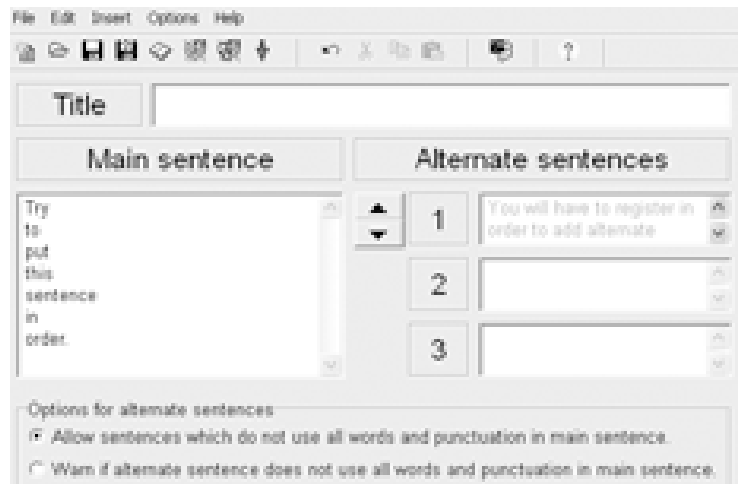 File Edit Insert Options Help
?
Title
Main sentence Alternate sentences
Try
to
put
this
sentence
in
order.
1 You will have to register in
order to add alternate
2
3
Options for alternate sentences
Allow sentences which do not use all words and punctuation in main sentence.
Warn if alternate sentence does not use all words and punctuation in main sentence.